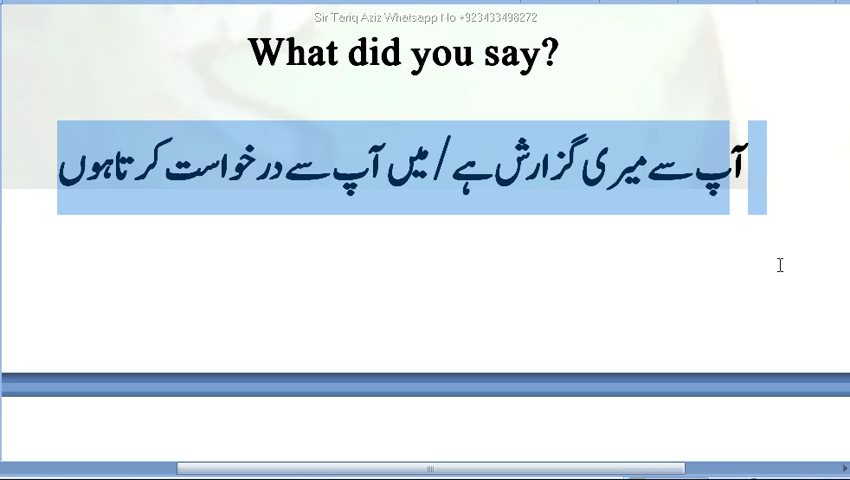 Sir Tariq Aziz Whatsapp No +923433498272
What did you say?
آپ سے میری گزارش ہے / میں آپ سے درخواست کرتا ہوں